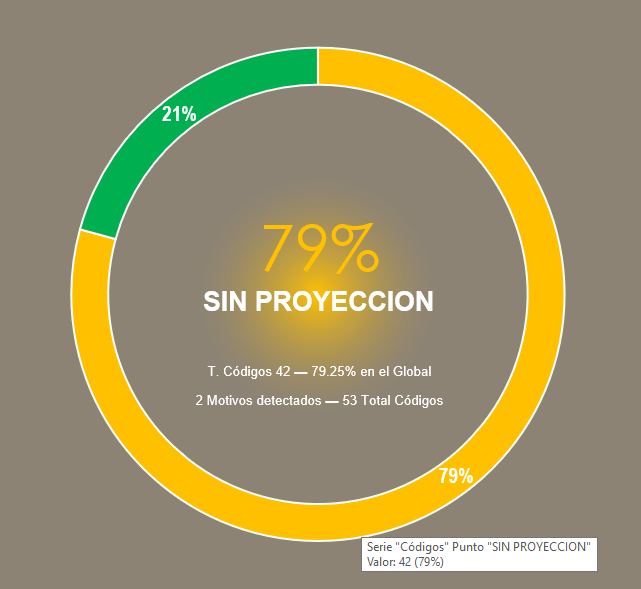 21%
79%
SIN PROYECCION
T. Códigos 42 — 79.25% en el Global
2 Motivos detectados — 53 Total Códigos
79%
Serie "Códigos" Punto "SIN PROYECCION"
Valor: 42 (79%)